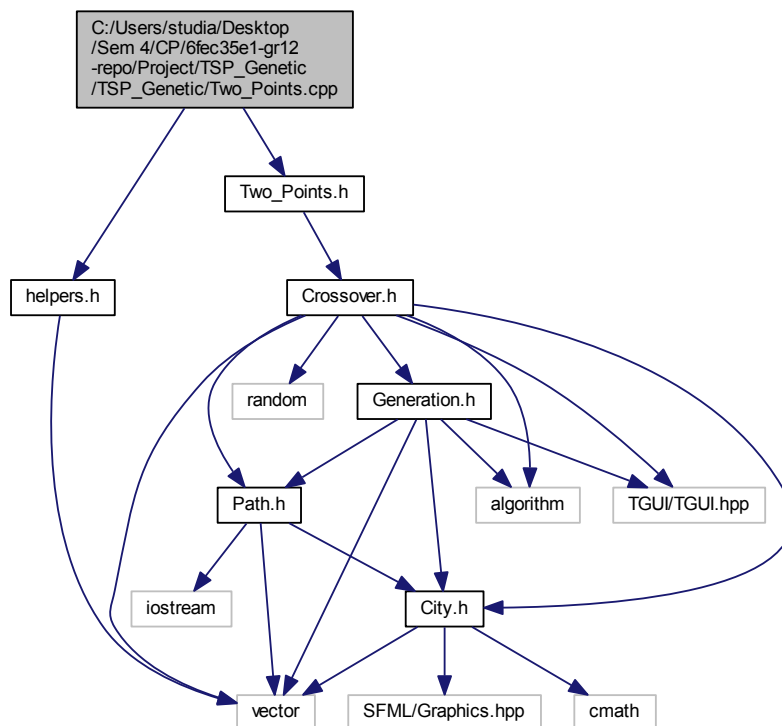 C:/Users/studia/Desktop
/Sem 4/CP/6fec35e1-gr12
-repo/Project/TSP_Genetic
/TSP_Genetic/Two_Points.cpp
Two_Points.h
helpers.h
Crossover.h
random
Generation.h
Path.h
algorithm
TGUI/TGUI.hpp
iostream
City.h
vector
SFML/Graphics.hpp
cmath